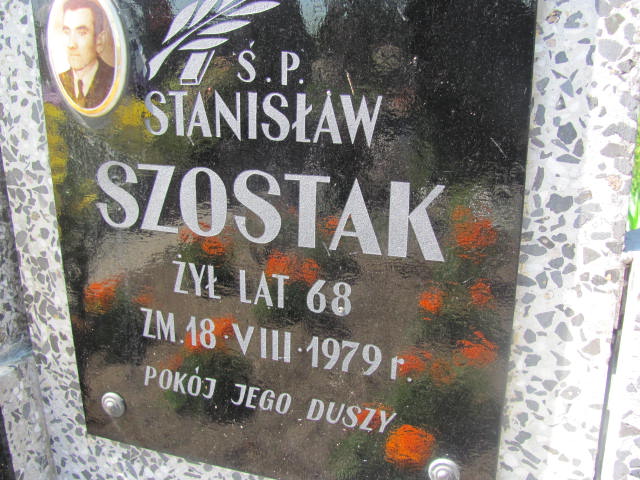 Ś.P.
STANISŁAW
SZOSTAK
ŻYŁ LAT 68
ZM. 18·VIII·1979 r.
POKÓJ JEGO DUSZY